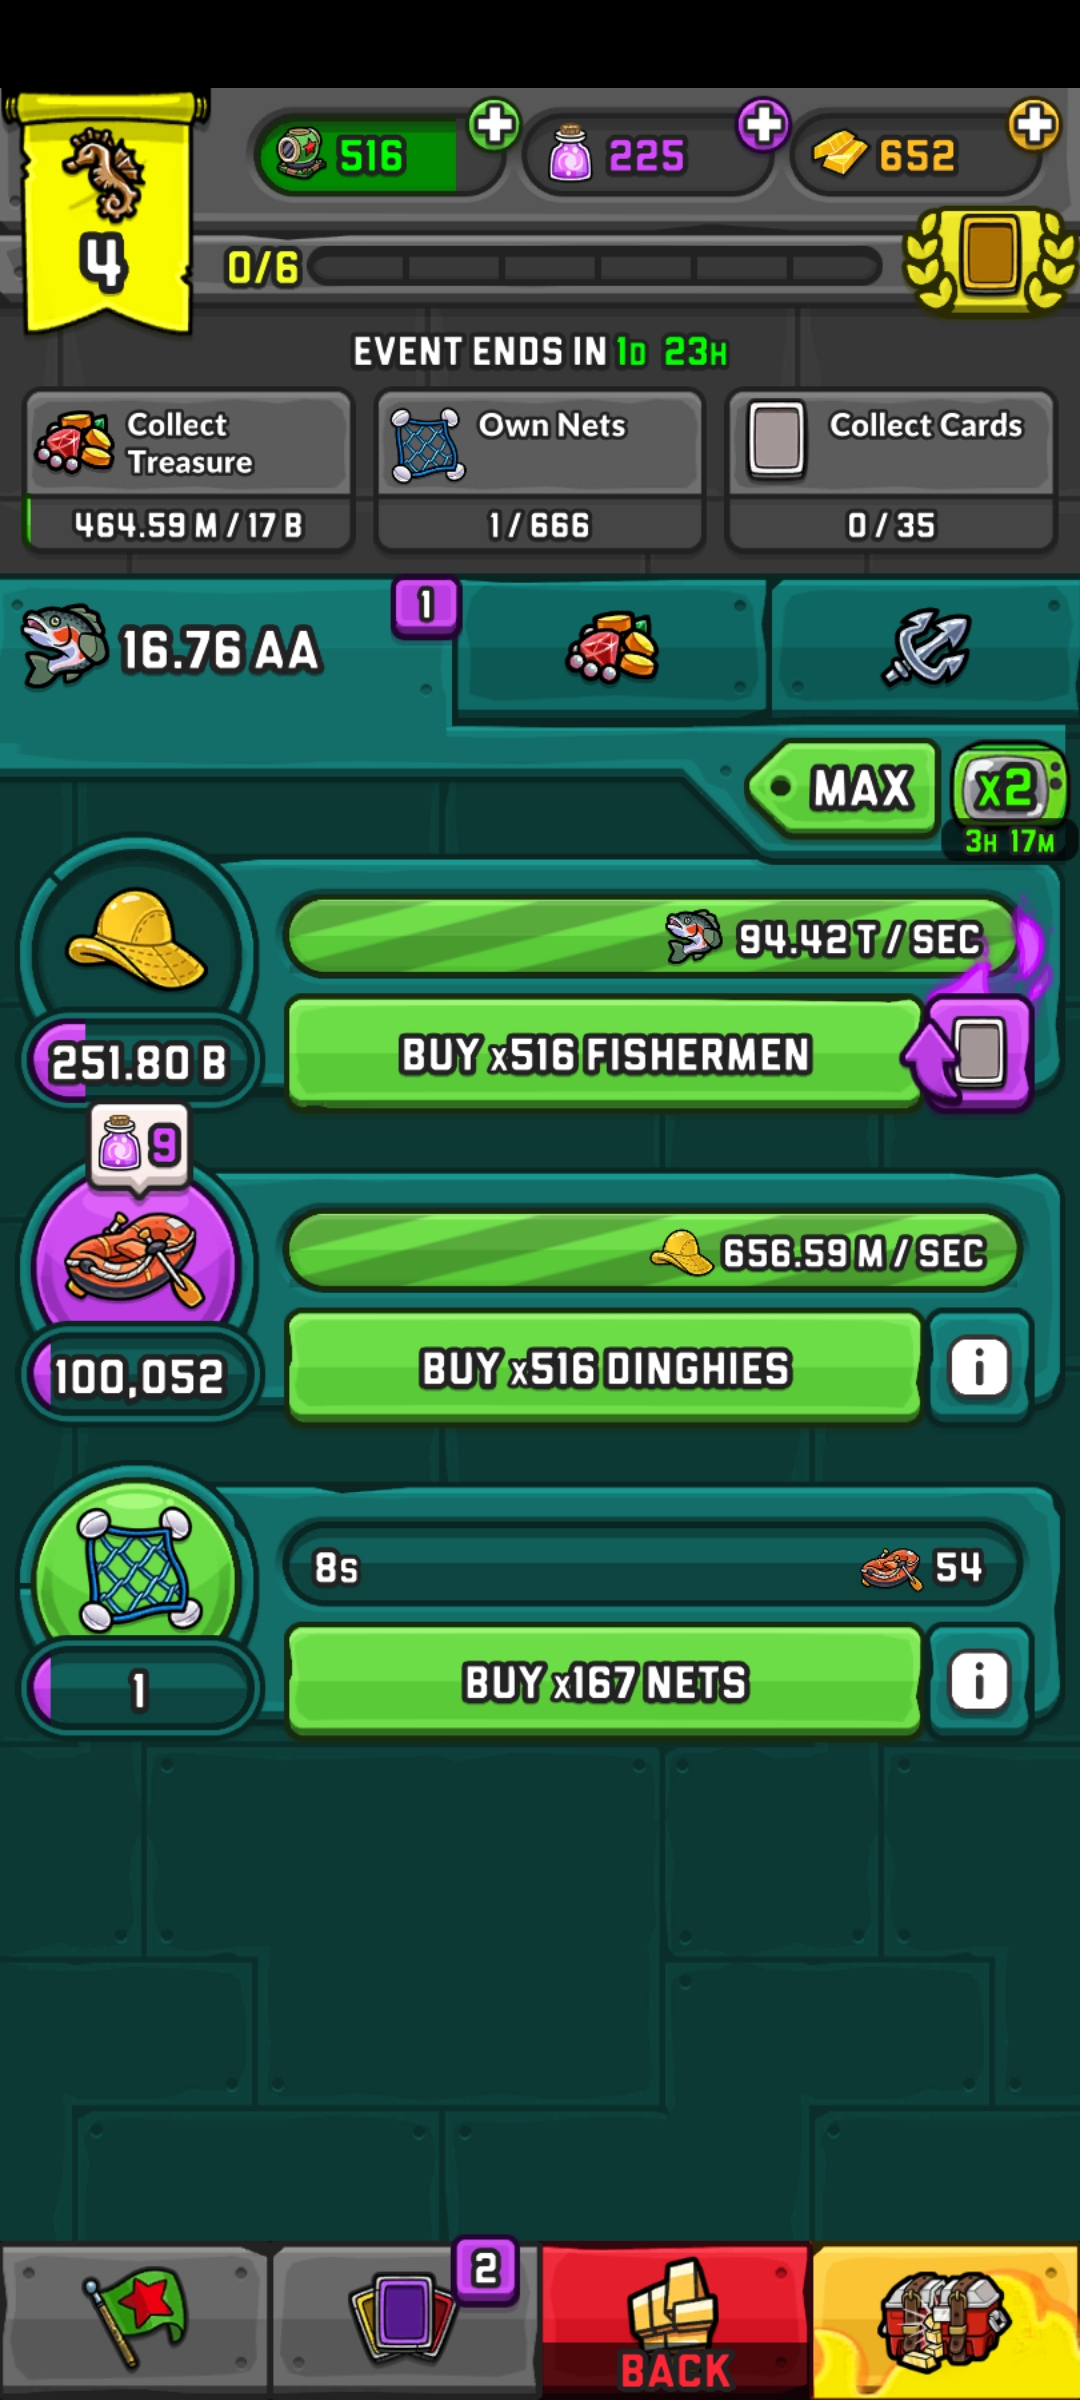 4
516
225
652
0/6
EVENT ENDS IN 1D 23H
Collect
Treasure
464.59 M / 17 B
Own Nets
1 / 666
Collect Cards
0 / 35
16.76 AA
1
MAX
x2
3H 17M
94.42 T / SEC
251.80 B
BUY x516 FISHERMEN
9
656.59 M / SEC
100,052
BUY x516 DINGHIES
i
8s
54
1
BUY x167 NETS
i
2
BACK